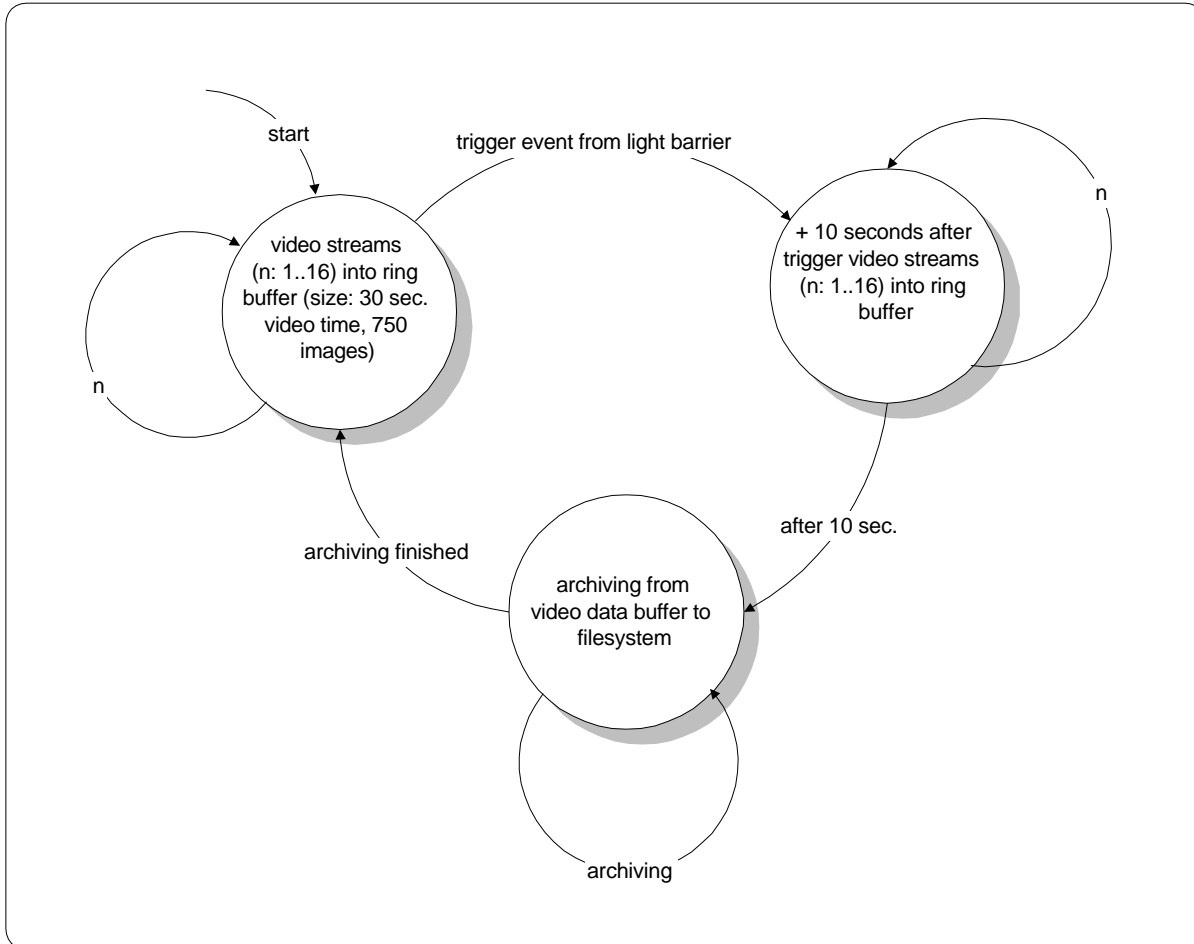 start
trigger event from light barrier
n
video streams
(n: 1..16) into ring
buffer (size: 30 sec.
video time, 750
images)
+ 10 seconds after
trigger video streams
(n: 1..16) into ring
buffer
n
after 10 sec.
archiving finished
archiving from
video data buffer to
filesystem
archiving